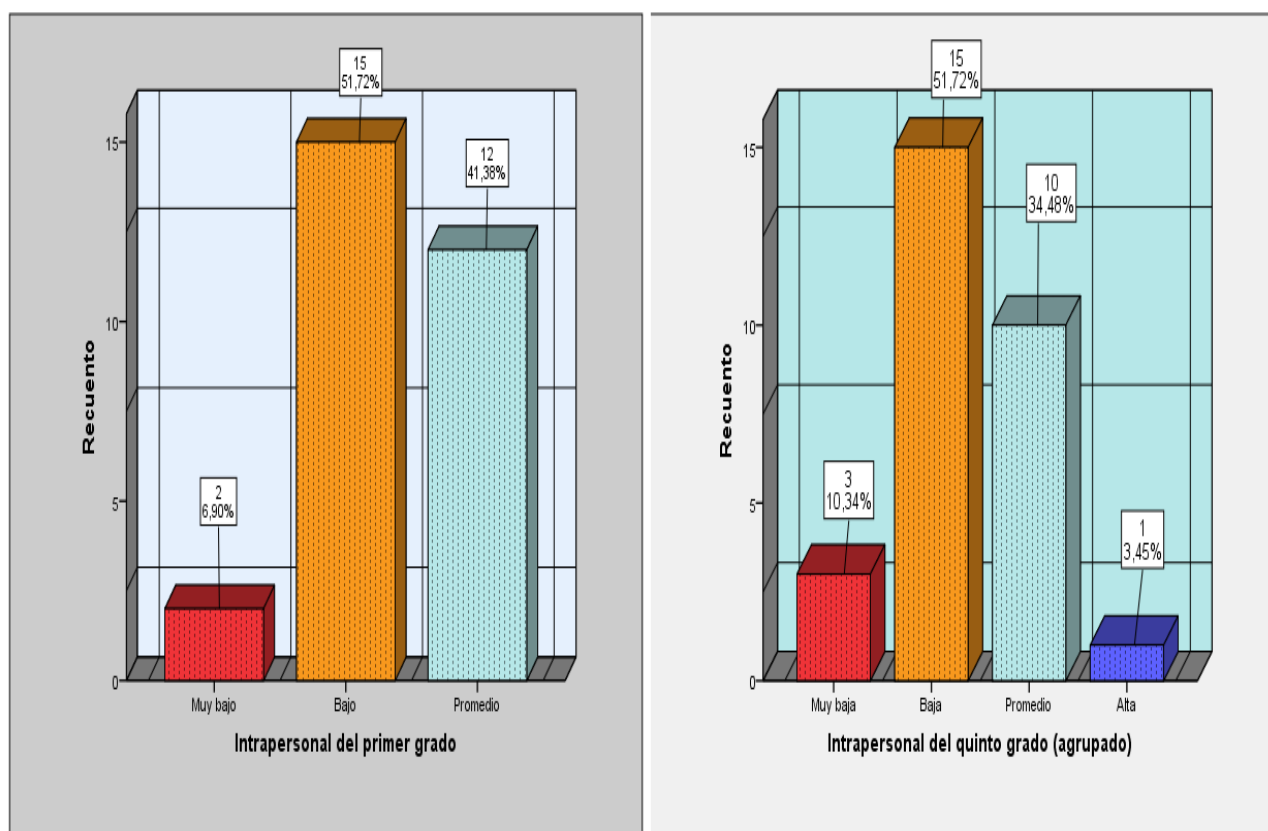 15
51,72%
12
41,38%
2
6,90%
15
10
5
0
Recuento
Muy bajo
Bajo
Promedio
Intrapersonal del primer grado
15
51,72%
10
34,48%
3
10,34%
1
3,45%
15
10
5
0
Recuento
Muy baja
Baja
Promedio
Alta
Intrapersonal del quinto grado (agrupado)